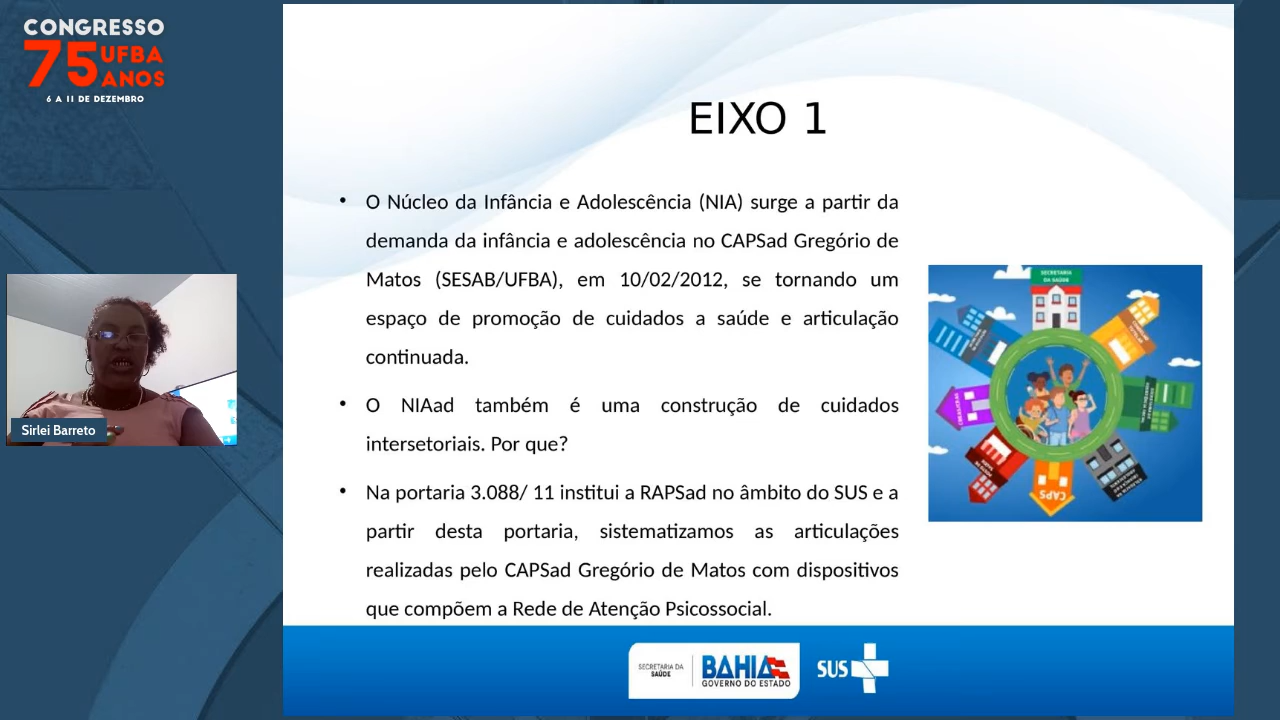 CONGRESSO
75 UFBA
ANOS
6 A 11 DE DEZEMBRO
EIXO 1
• O Núcleo da Infância e Adolescência (NIA) surge a partir da
demanda da infância e adolescência no CAPSad Gregório de
Matos (SESAB/UFBA), em 10/02/2012, se tornando um
espaço de promoção de cuidados a saúde e articulação
continuada.
• O NIAad também é uma construção de cuidados
intersetoriais. Por que?
• Na portaria 3.088/ 11 institui a RAPSad no âmbito do SUS e a
partir desta portaria, sistematizamos as articulações
realizadas pelo CAPSad Gregório de Matos com dispositivos
que compõem a Rede de Atenção Psicossocial.
SECRETARIA
DA SAÚDE
CAPS
Sirlei Barreto
SECRETARIA DA
SAÚDE
BAHIA
GOVERNO DO ESTADO
SUS